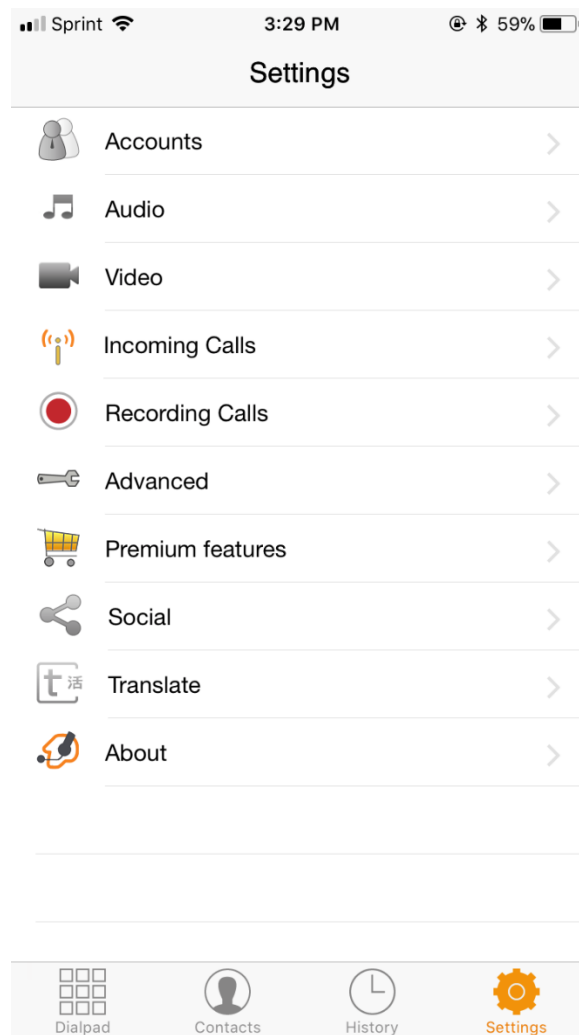 Sprint 3:29 PM 59%
Settings
Accounts
Audio
Video
Incoming Calls
Recording Calls
Advanced
Premium features
Social
t 活 Translate
About
Dialpad Contacts History Settings